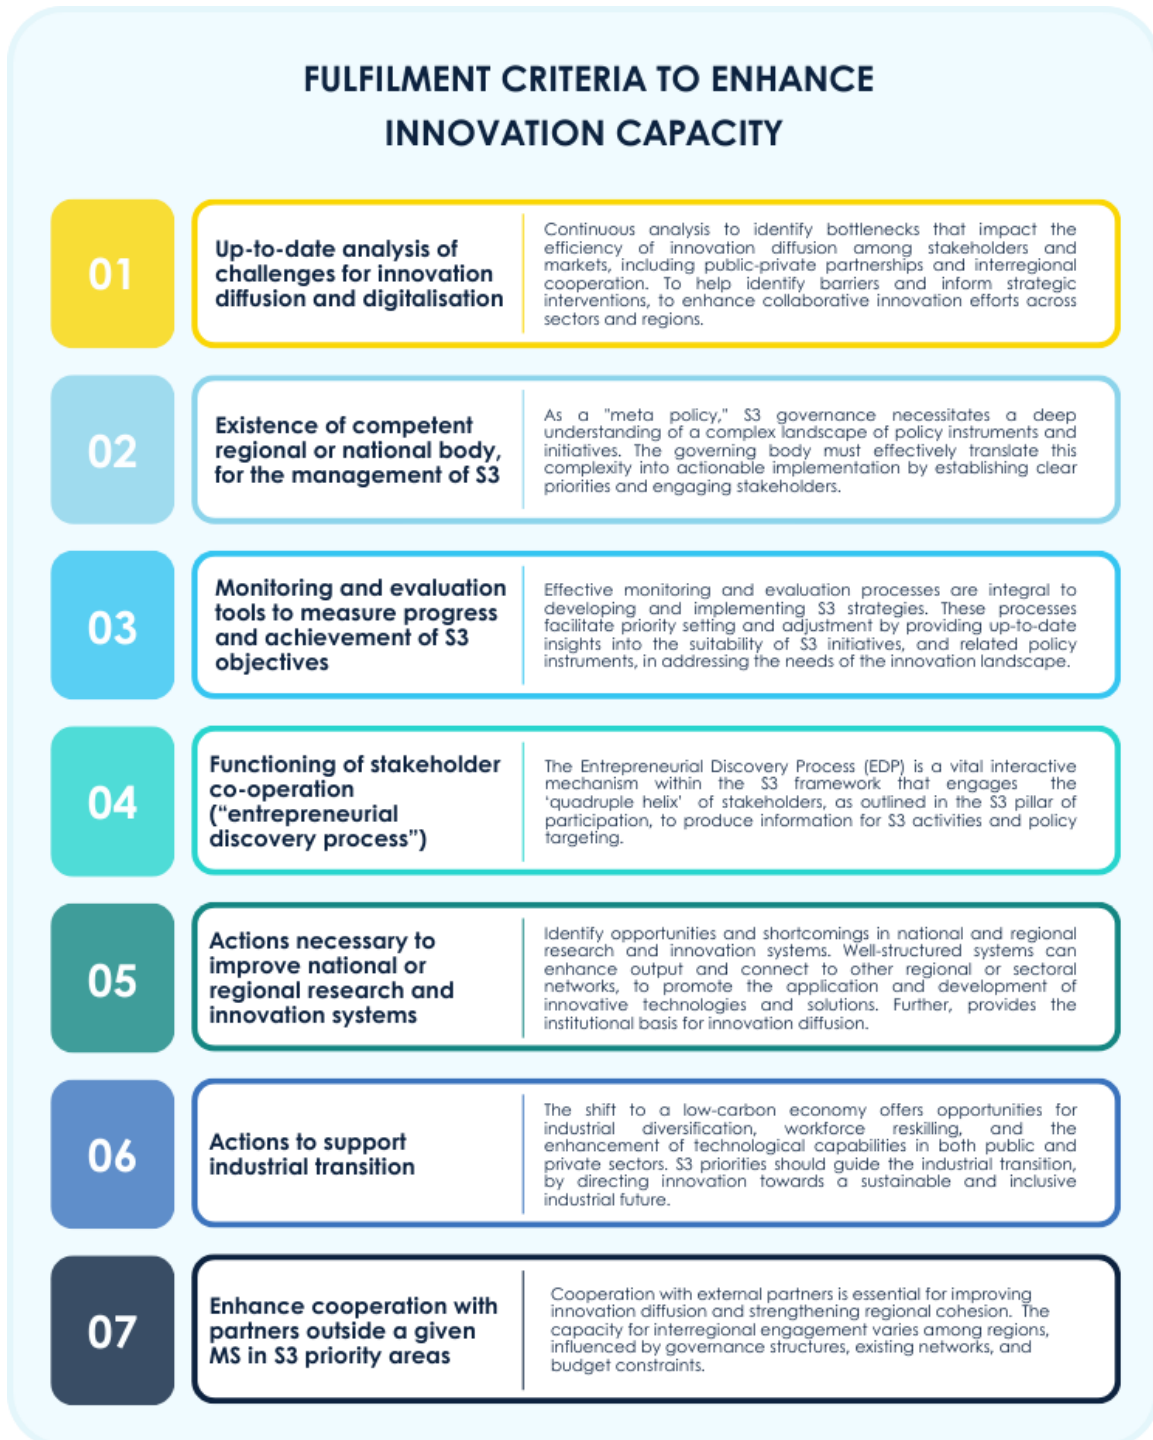 FULFILMENT CRITERIA TO ENHANCE
INNOVATION CAPACITY
01
Up-to-date analysis of
challenges for innovation
diffusion and digitalisation
Continuous analysis to identify bottlenecks that impact the
efficiency of innovation diffusion among stakeholders and
markets, including public-private partnerships and interregional
cooperation. To help identify barriers and inform strategic
interventions, to enhance collaborative innovation efforts across
sectors and regions.
02
Existence of competent
regional or national body,
for the management of S3
As a "meta policy," S3 governance necessitates a deep
understanding of a complex landscape of policy instruments and
initiatives. The governing body must effectively translate this
complexity into actionable implementation by establishing clear
priorities and engaging stakeholders.
03
Monitoring and evaluation
tools to measure progress
and achievement of S3
objectives
Effective monitoring and evaluation processes are integral to
developing and implementing S3 strategies. These processes
facilitate priority setting and adjustment by providing up-to-date
insights into the suitability of S3 initiatives, and related policy
instruments, in addressing the needs of the innovation landscape.
04
Functioning of stakeholder
co-operation
(“entrepreneurial
discovery process”)
The Entrepreneurial Discovery Process (EDP) is a vital interactive
mechanism within the S3 framework that engages the
'quadruple helix' of stakeholders, as outlined in the S3 pillar of
participation, to produce information for S3 activities and policy
targeting.
05
Actions necessary to
improve national or
regional research and
innovation systems
Identify opportunities and shortcomings in national and regional
research and innovation systems. Well-structured systems can
enhance output and connect to other regional or sectoral
networks, to promote the application and development of
innovative technologies and solutions. Further, provides the
institutional basis for innovation diffusion.
06
Actions to support
industrial transition
The shift to a low-carbon economy offers opportunities for
industrial diversification, workforce reskilling, and the
enhancement of technological capabilities in both public and
private sectors. S3 priorities should guide the industrial transition,
by directing innovation towards a sustainable and inclusive
industrial future.
07
Enhance cooperation with
partners outside a given
MS in S3 priority areas
Cooperation with external partners is essential for improving
innovation diffusion and strengthening regional cohesion. The
capacity for interregional engagement varies among regions,
influenced by governance structures, existing networks, and
budget constraints.